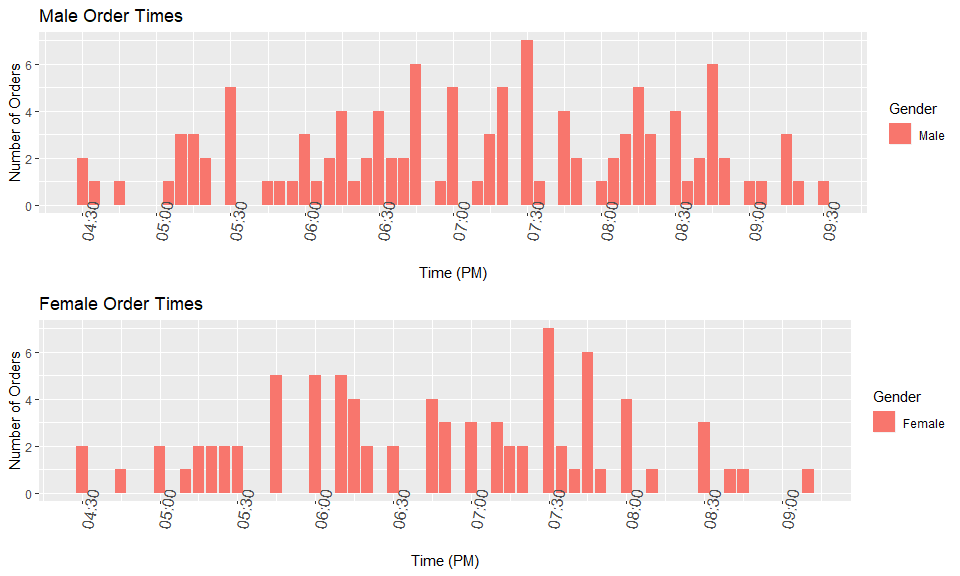 Male Order Times
Number of Orders
6
4
2
0
04:30
05:00
05:30
06:00
06:30
07:00
07:30
08:00
08:30
09:00
09:30
Time (PM)
Gender
Male
Female Order Times
Number of Orders
6
4
2
0
04:30
05:00
05:30
06:00
06:30
07:00
07:30
08:00
08:30
09:00
Time (PM)
Gender
Female